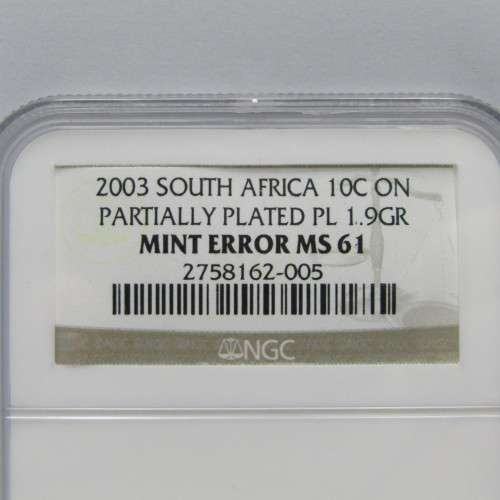 2003 SOUTH AFRICA 10C ON
PARTIALLY PLATED PL 1.9GR
MINT ERROR MS 61
2758162-005
NGC